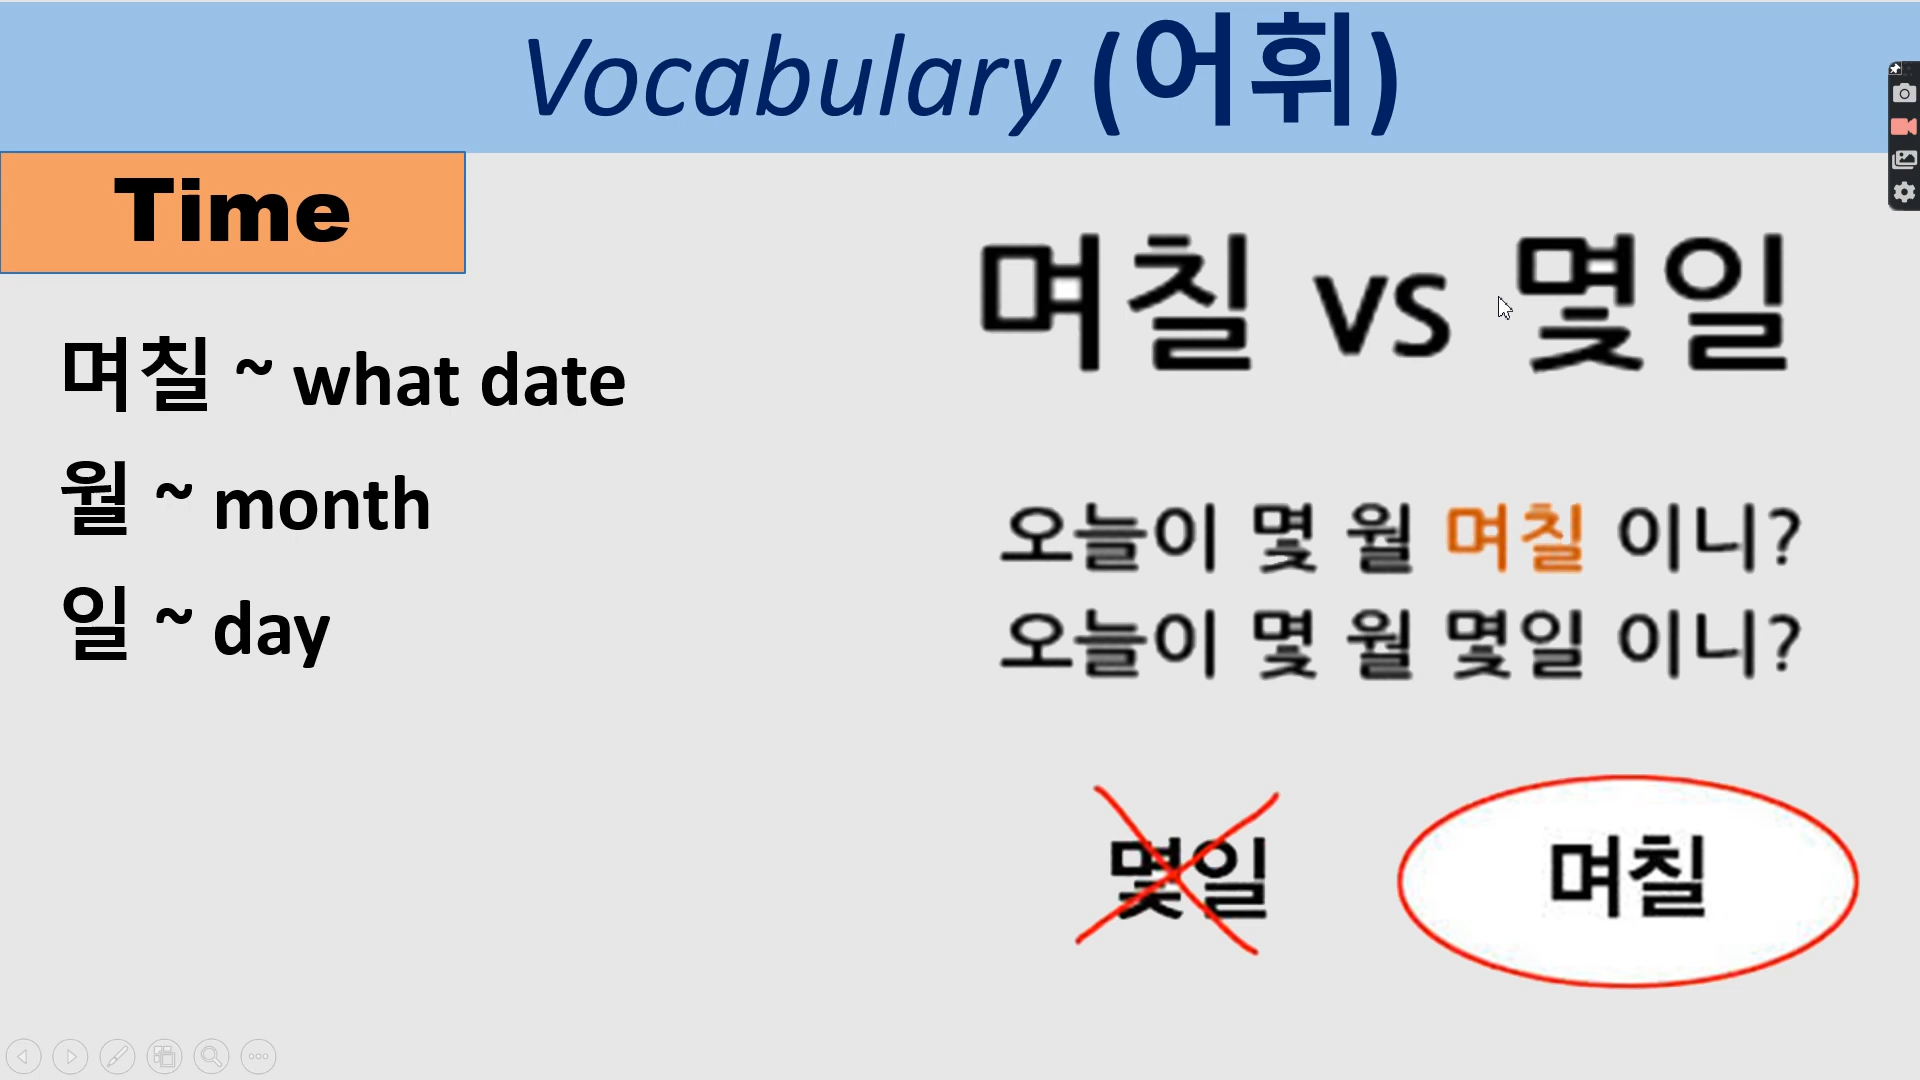 Vocabulary (어휘)
Time
며칠 ~ what date
월 ~ month
일 ~ day
며칠 vs 몇일
오늘이 몇 월 며칠 이니?
오늘이 몇 월 몇일 이니?
몇일
며칠